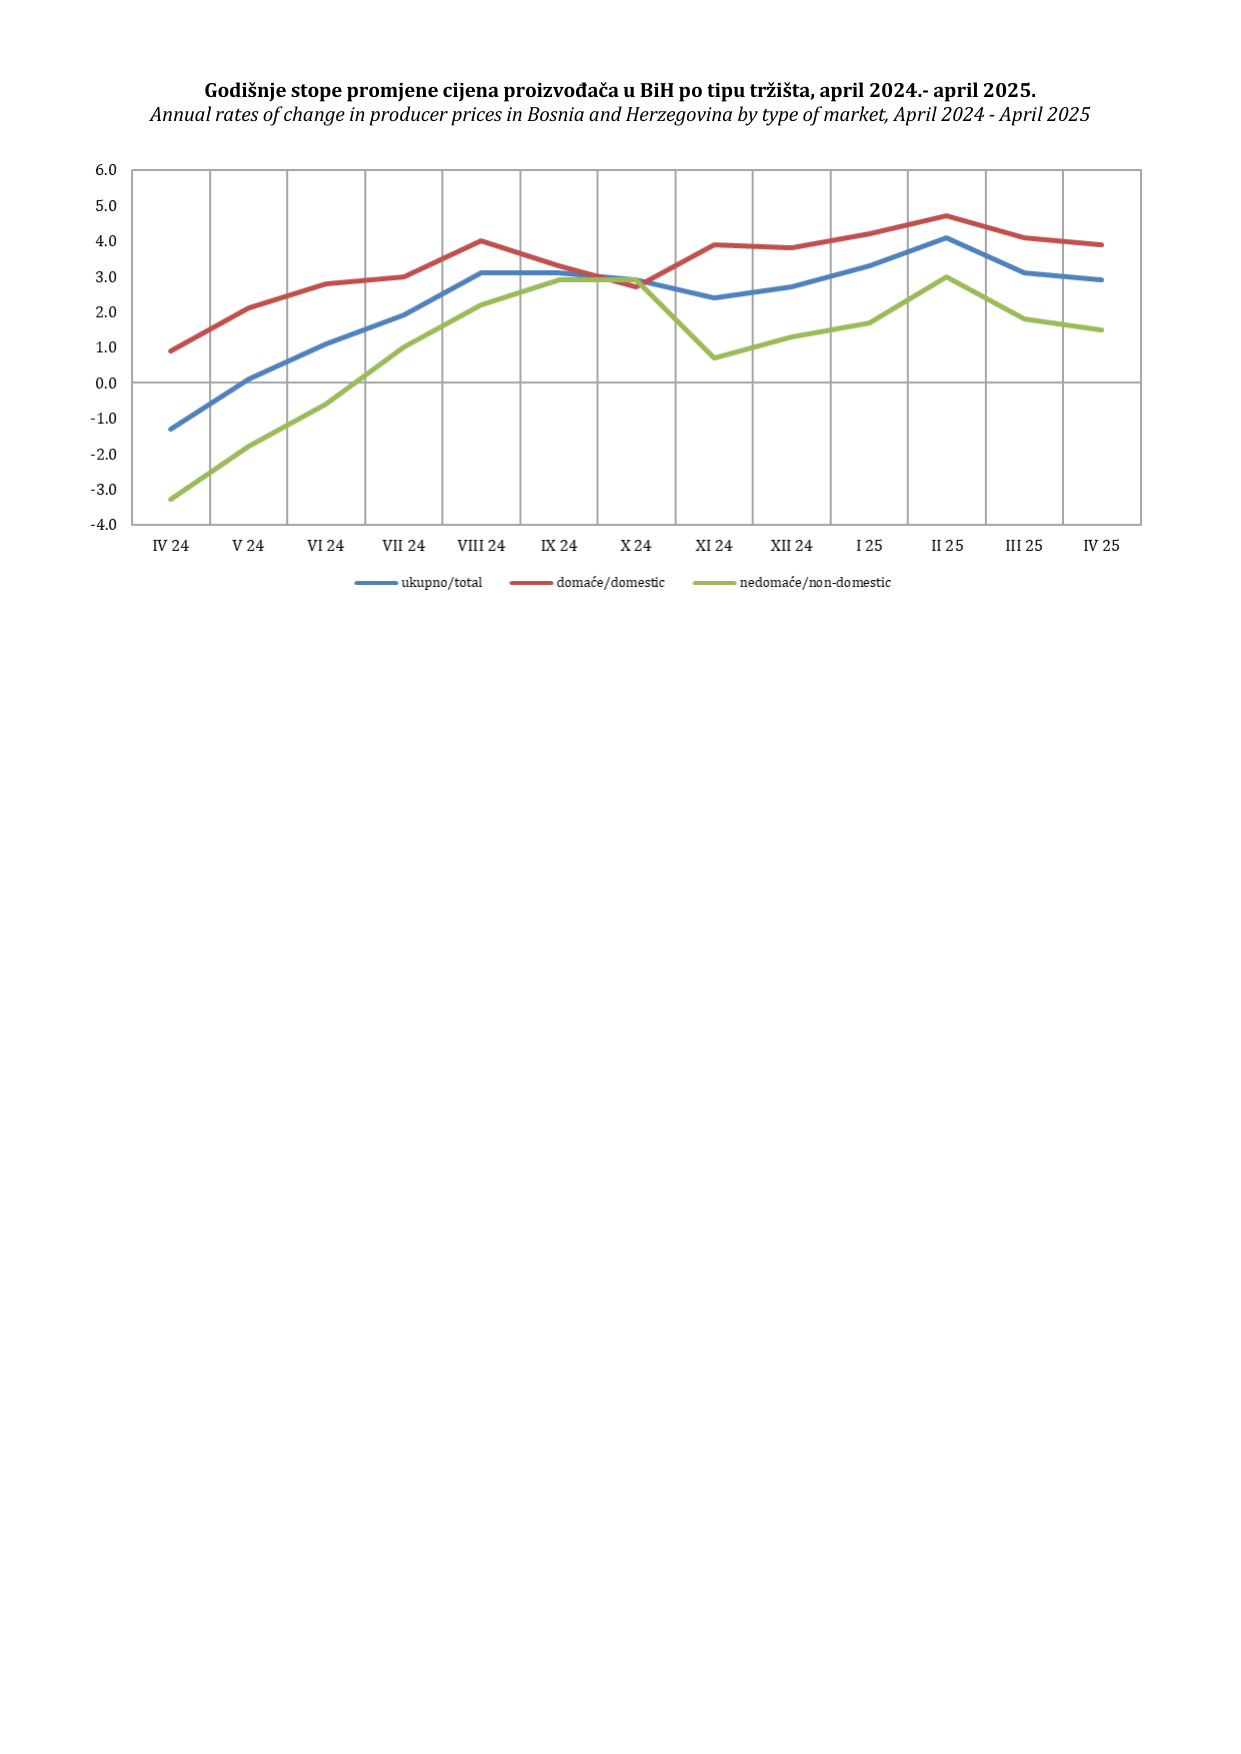 Godišnje stope promjene cijena proizvođača u BiH po tipu tržišta, april 2024.- april 2025.
Annual rates of change in producer prices in Bosnia and Herzegovina by type of market, April 2024 - April 2025
6.0
5.0
4.0
3.0
2.0
1.0
0.0
-1.0
-2.0
-3.0
-4.0
IV 24 V 24 VI 24 VII 24 VIII 24 IX 24 X 24 XI 24 XII 24 I 25 II 25 III 25 IV 25
ukupno/total domaće/domestic nedomaće/non-domestic